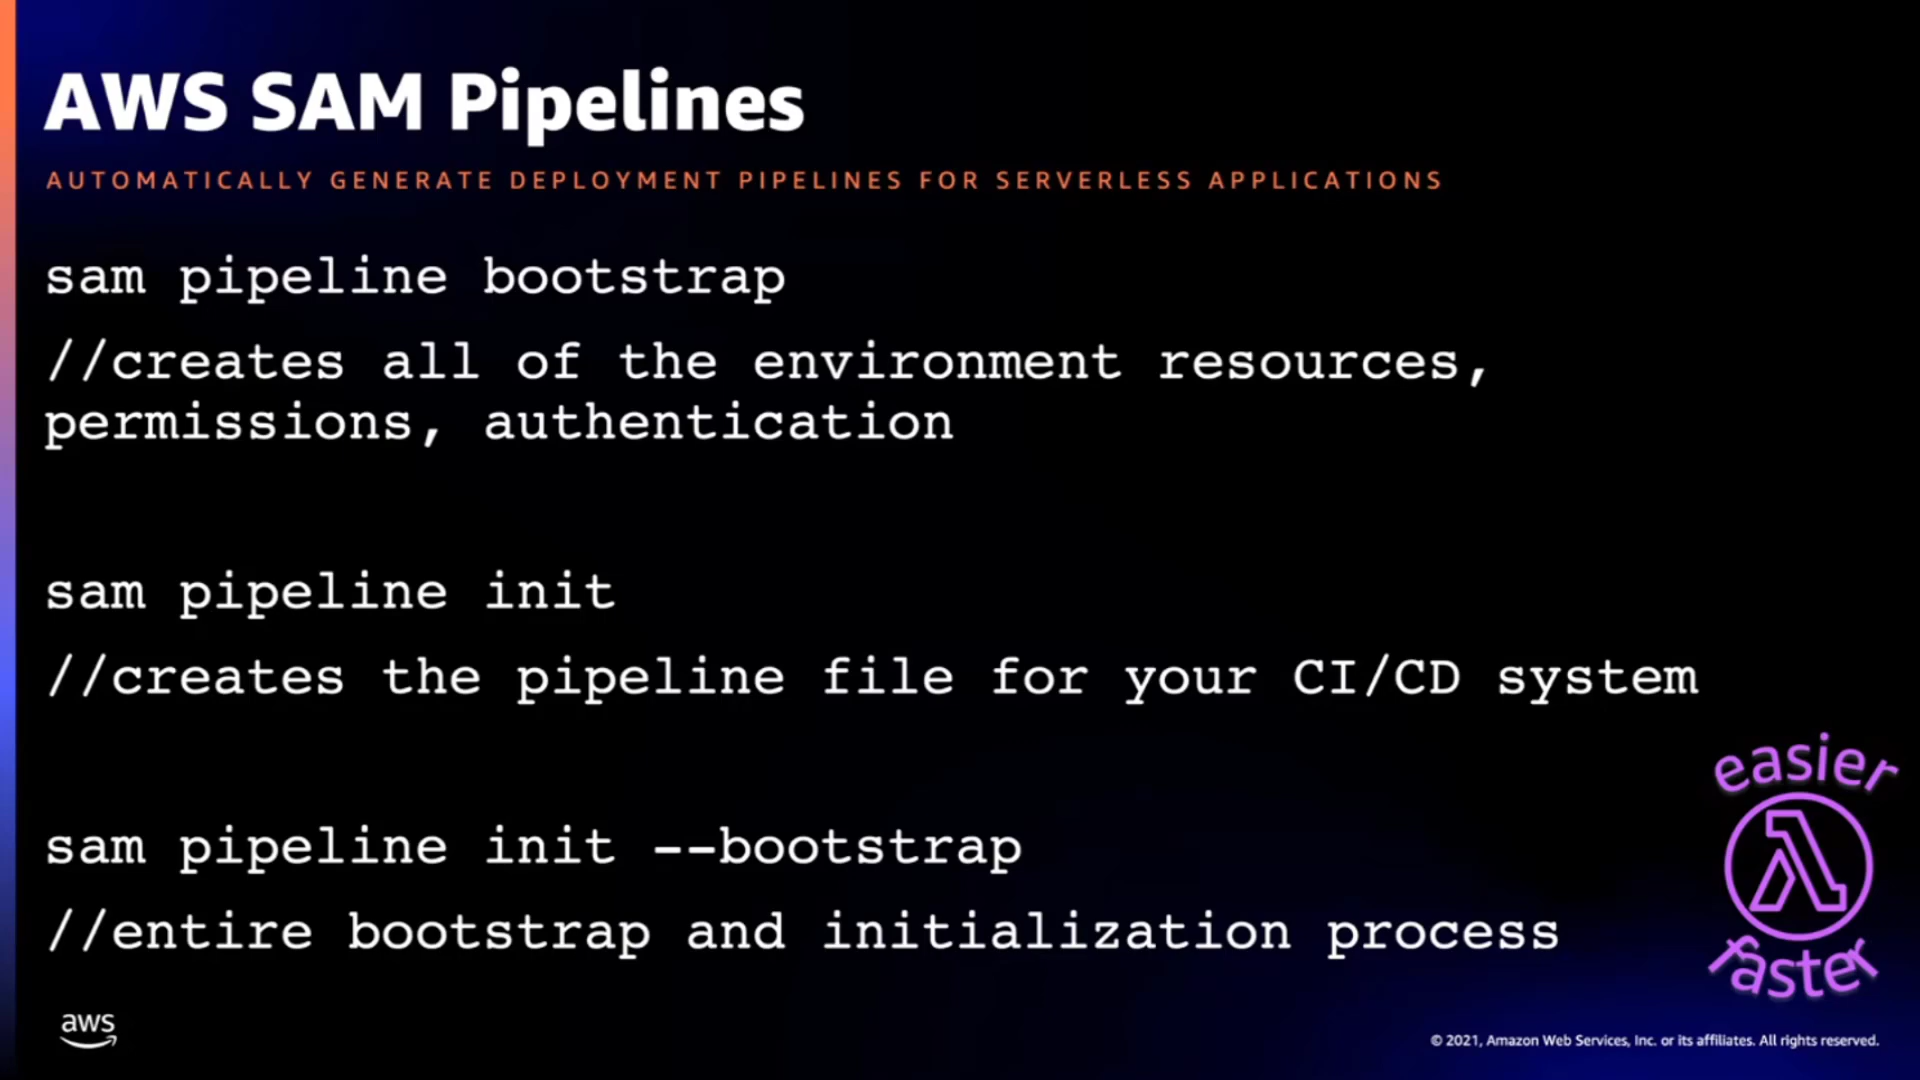 AWS SAM Pipelines
AUTOMATICALLY GENERATE DEPLOYMENT PIPELINES FOR SERVERLESS APPLICATIONS
sam pipeline bootstrap
//creates all of the environment resources,
permissions, authentication
sam pipeline init
//creates the pipeline file for your CI/CD system
sam pipeline init --bootstrap
//entire bootstrap and initialization process
easier
faster
aws
© 2021, Amazon Web Services, Inc. or its affiliates. All rights reserved.